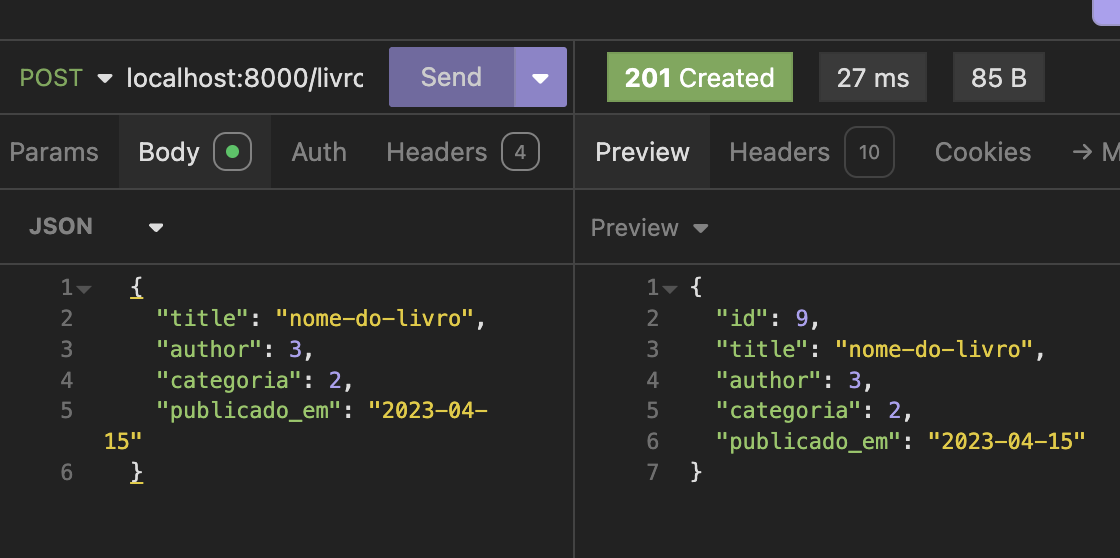 POST localhost:8000/livro Send 201 Created 27 ms 85 B
Params Body Auth Headers 4 Preview Headers 10 Cookies → M
JSON Preview
1 {
2 "title": "nome-do-livro",
3 "author": 3,
4 "categoria": 2,
5 "publicado_em": "2023-04-
15"
6 }
1 {
2 "id": 9,
3 "title": "nome-do-livro",
4 "author": 3,
5 "categoria": 2,
6 "publicado_em": "2023-04-15"
7 }